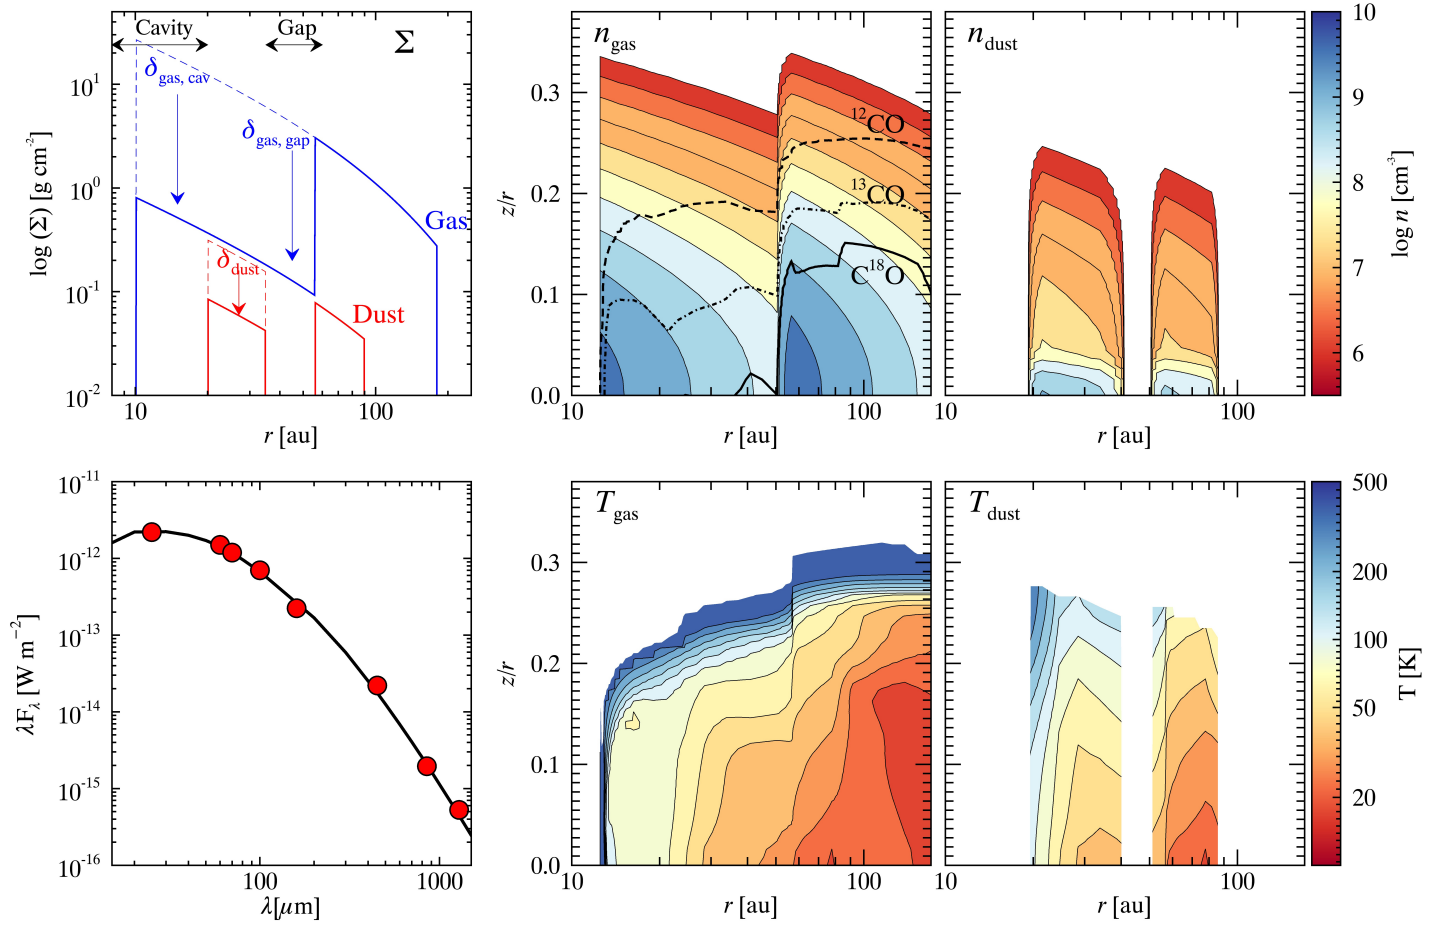 Cavity
Gap
Σ
δgas, cav
δgas, gap
δdust
Gas
Dust
log (Σ) [g cm-2]
10^1
10^0
10^-1
10^-2
10
100
r [au]
ngas
12CO
13CO
C18O
z/r
0.3
0.2
0.1
0.0
10
100
r [au]
ndust
10
100
r [au]
10
9
8
7
6
log n [cm-3]
10^-11
10^-12
10^-13
10^-14
10^-15
10^-16
λFλ [W m−2]
100
1000
λ[μm]
Tgas
z/r
0.3
0.2
0.1
0.0
10
100
r [au]
Tdust
10
100
r [au]
500
200
100
50
20
T [K]